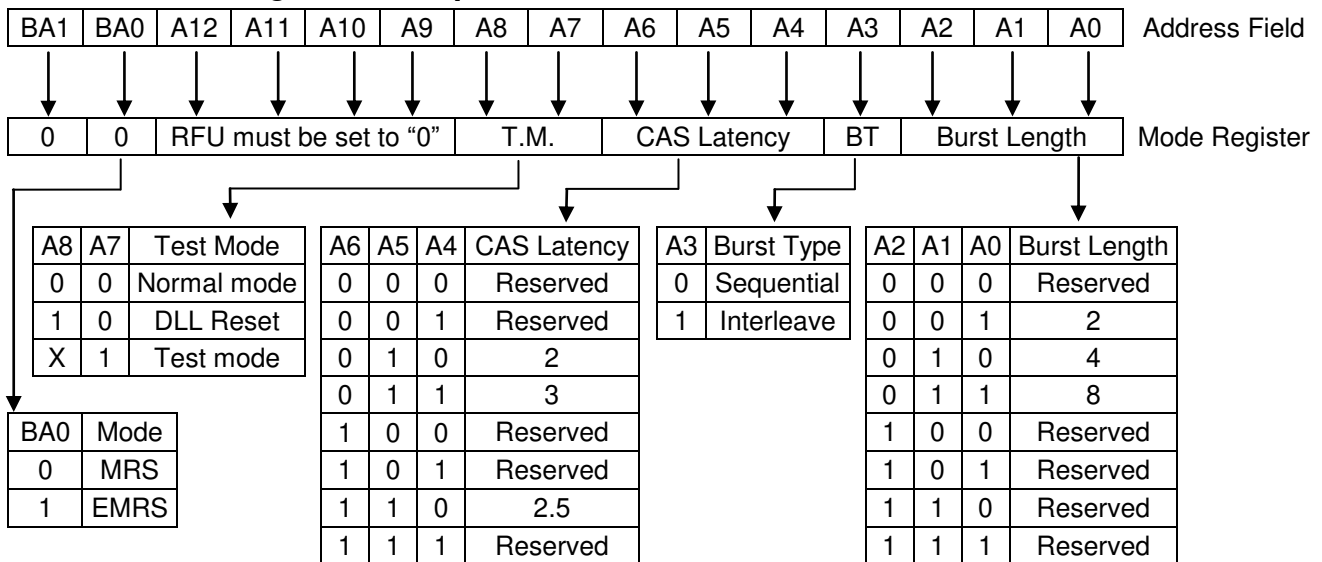 BA1 BA0 A12 A11 A10 A9 A8 A7 A6 A5 A4 A3 A2 A1 A0 Address Field
0 0 RFU must be set to “0” T.M. CAS Latency BT Burst Length Mode Register
A8 A7 Test Mode
0 0 Normal mode
1 0 DLL Reset
X 1 Test mode
BA0 Mode
0 MRS
1 EMRS
A6 A5 A4 CAS Latency
0 0 0 Reserved
0 0 1 Reserved
0 1 0 2
0 1 1 3
1 0 0 Reserved
1 0 1 Reserved
1 1 0 2.5
1 1 1 Reserved
A3 Burst Type
0 Sequential
1 Interleave
A2 A1 A0 Burst Length
0 0 0 Reserved
0 0 1 2
0 1 0 4
0 1 1 8
1 0 0 Reserved
1 0 1 Reserved
1 1 0 Reserved
1 1 1 Reserved